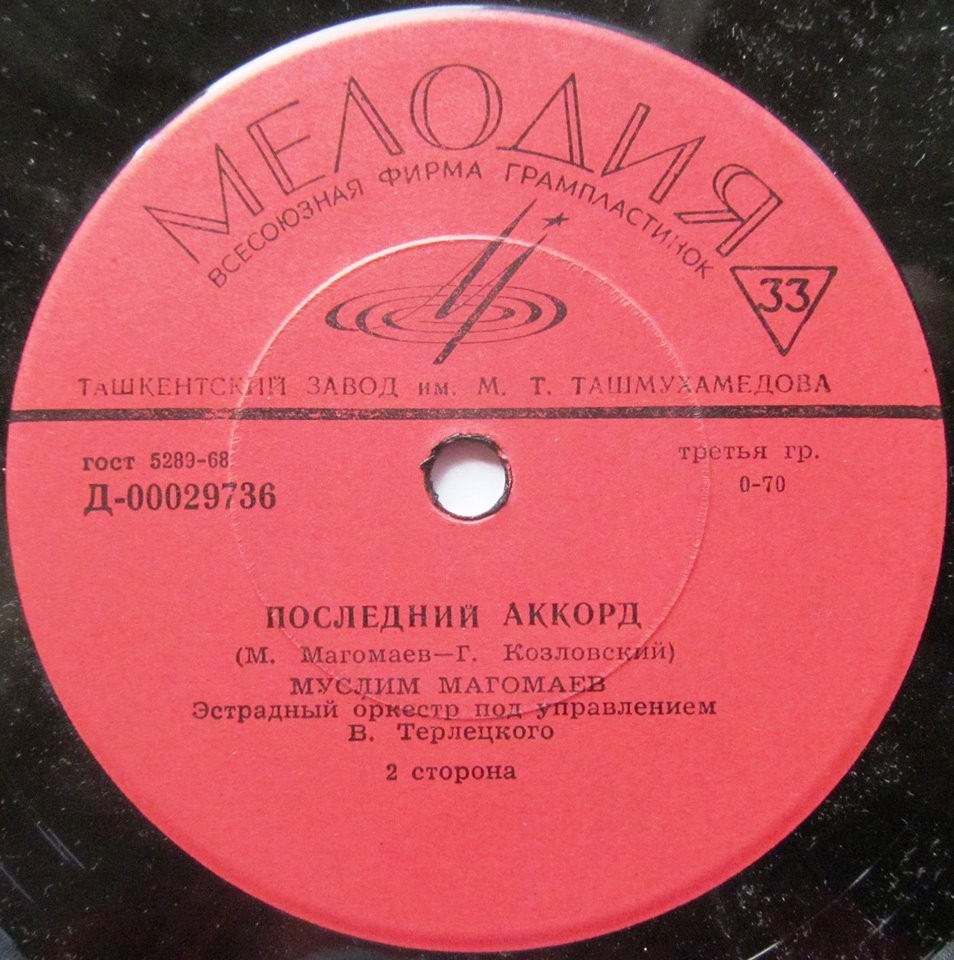 МЕЛОДИЯ
ВСЕСОЮЗНАЯ ФИРМА ГРАМПЛАСТИНОК
33
ТАШКЕНТСКИЙ ЗАВОД им. М. Т. ТАШМУХАМЕДОВА
гост 5289-68
третья гр.
Д-00029736
0-70
ПОСЛЕДНИЙ АККОРД
(М. Магомаев—Г. Козловский)
МУСЛИМ МАГОМАЕВ
Эстрадный оркестр под управлением
В. Терлецкого
2 сторона